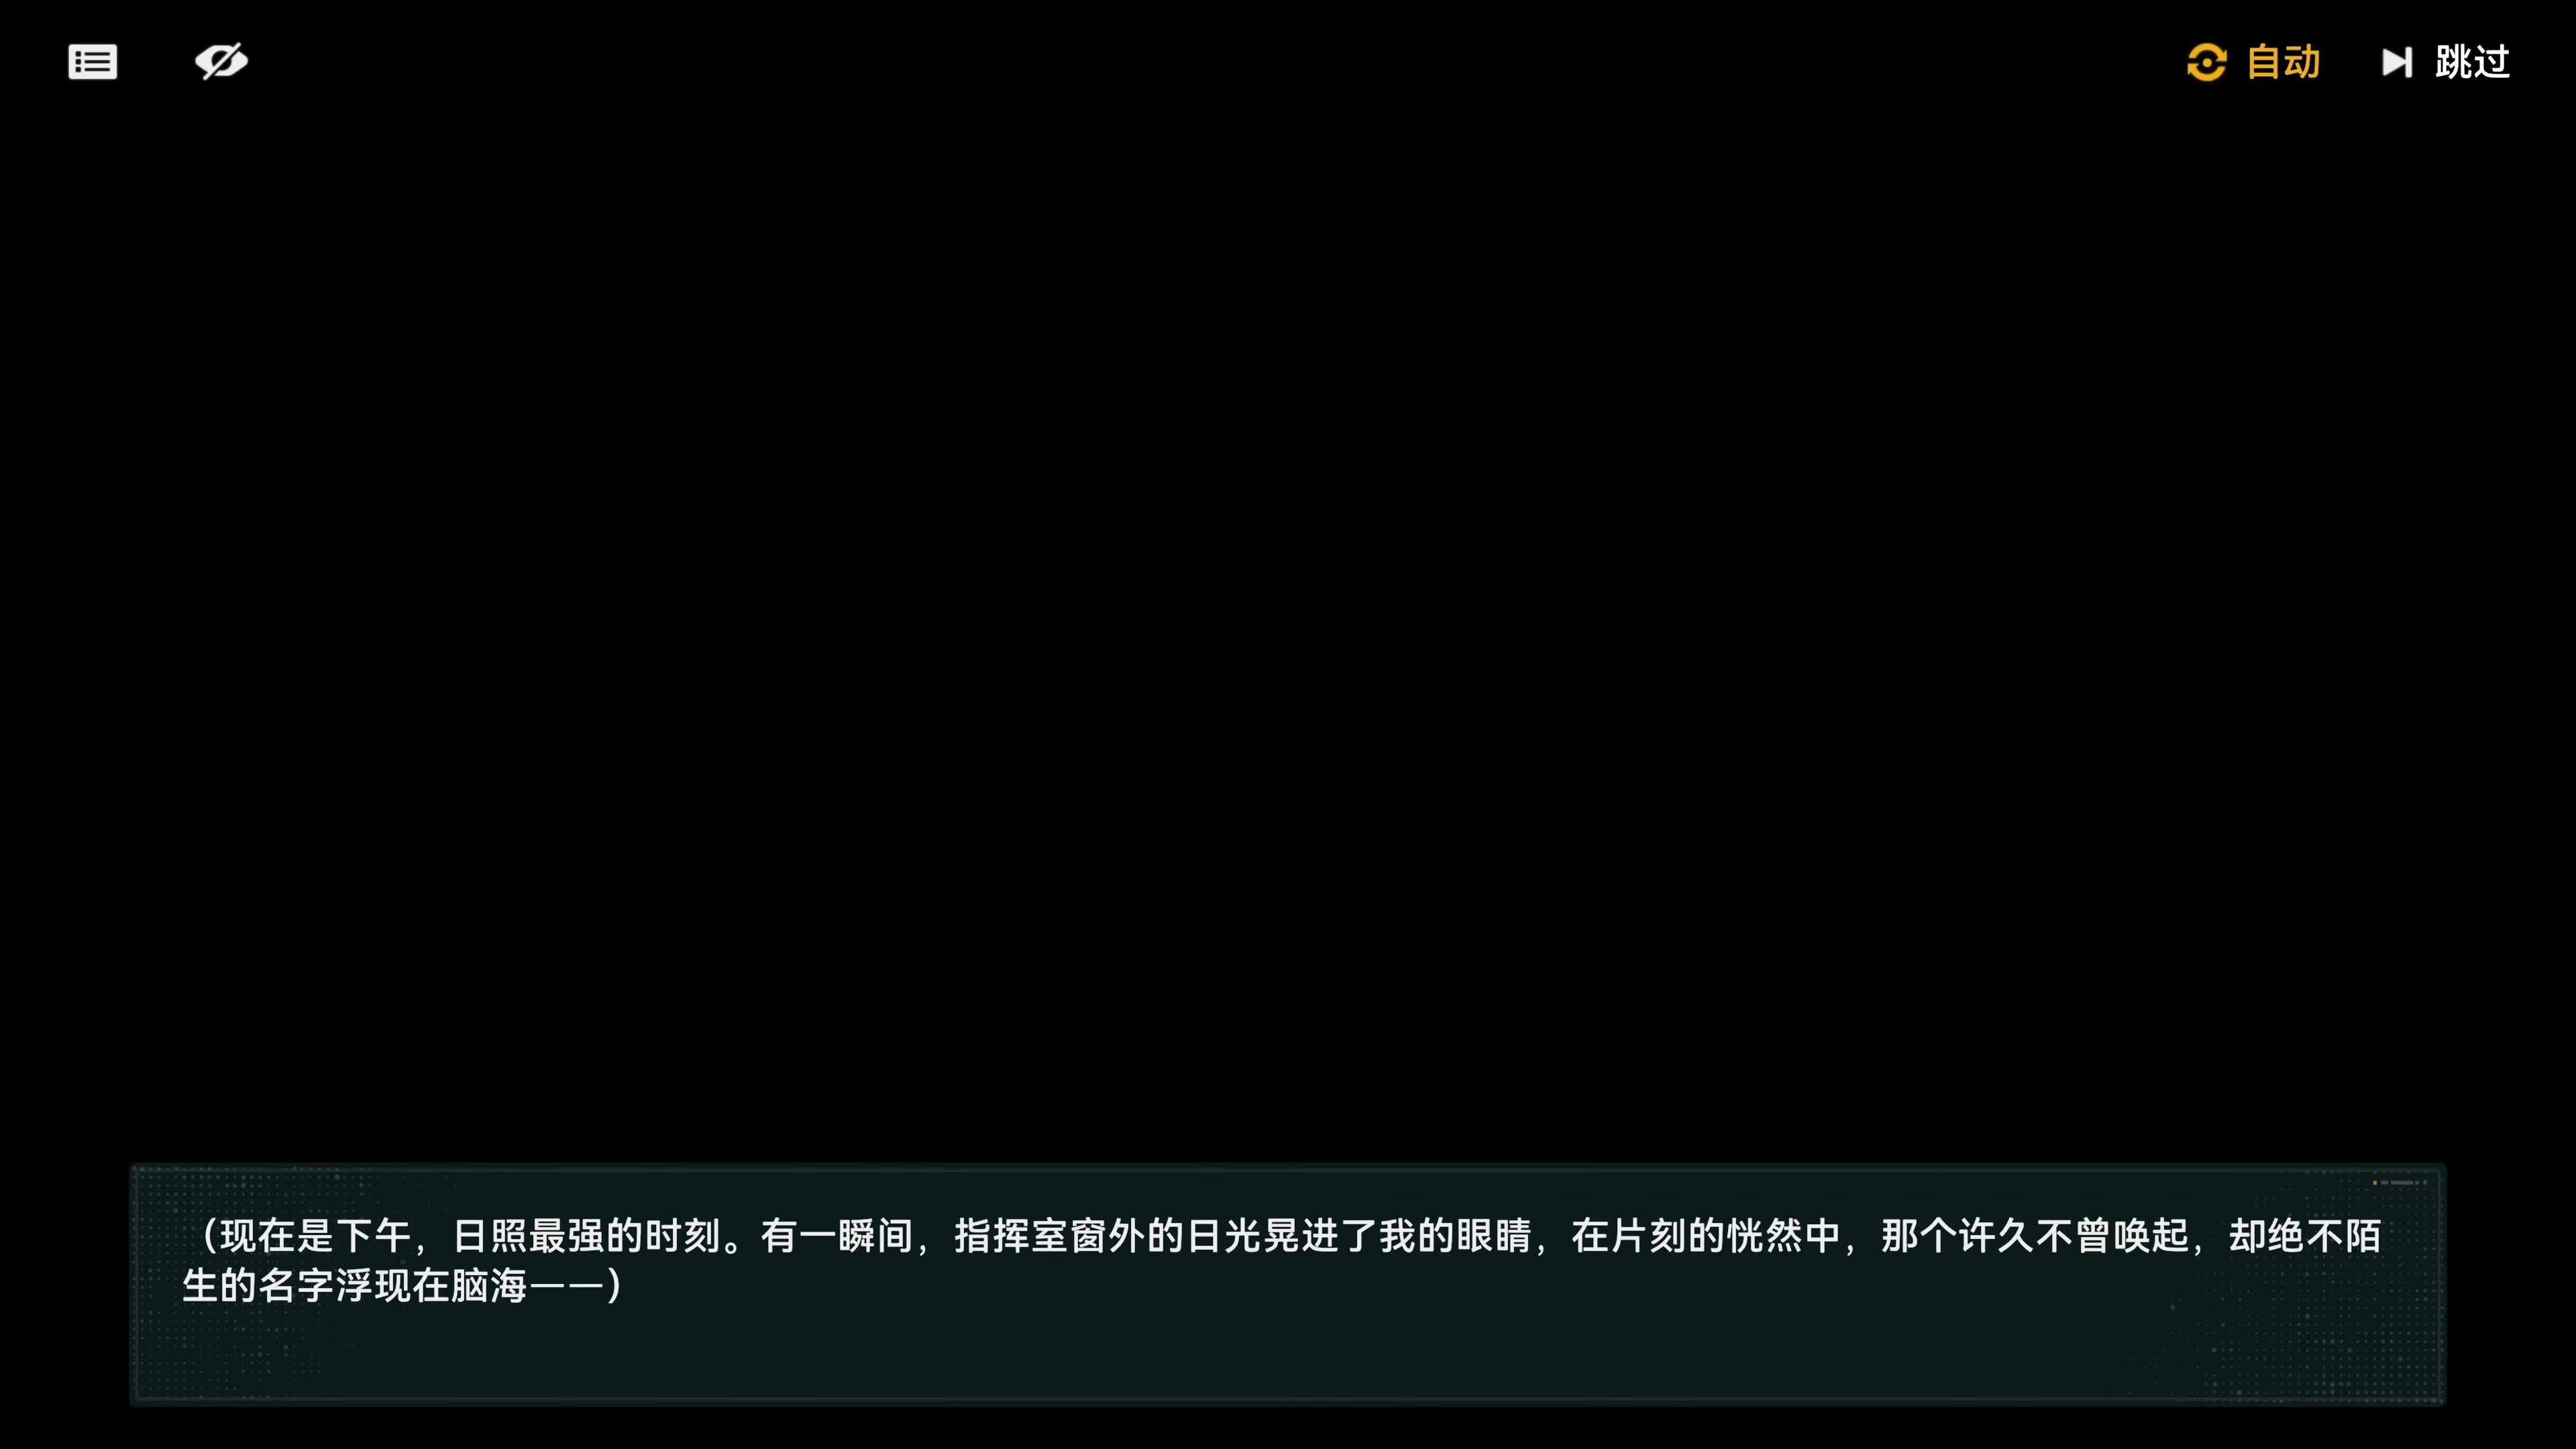 自动 跳过
（现在是下午，日照最强的时刻。有一瞬间，指挥室窗外的日光晃进了我的眼睛，在片刻的恍然中，那个许久不曾唤起，却绝不陌
生的名字浮现在脑海——）